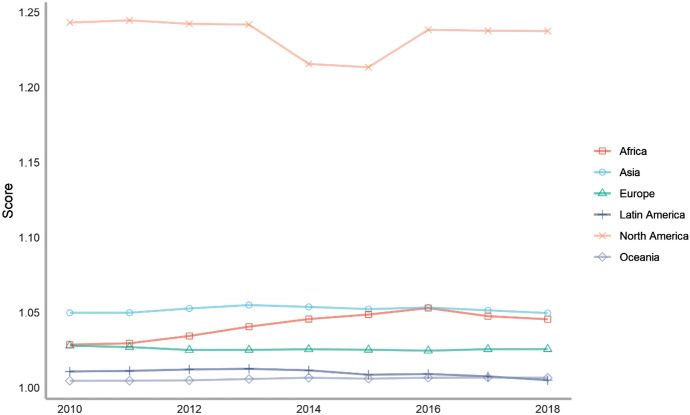 1.25
1.20
1.15
1.10
1.05
1.00
Score
2010
2012
2014
2016
2018
Africa
Asia
Europe
Latin America
North America
Oceania